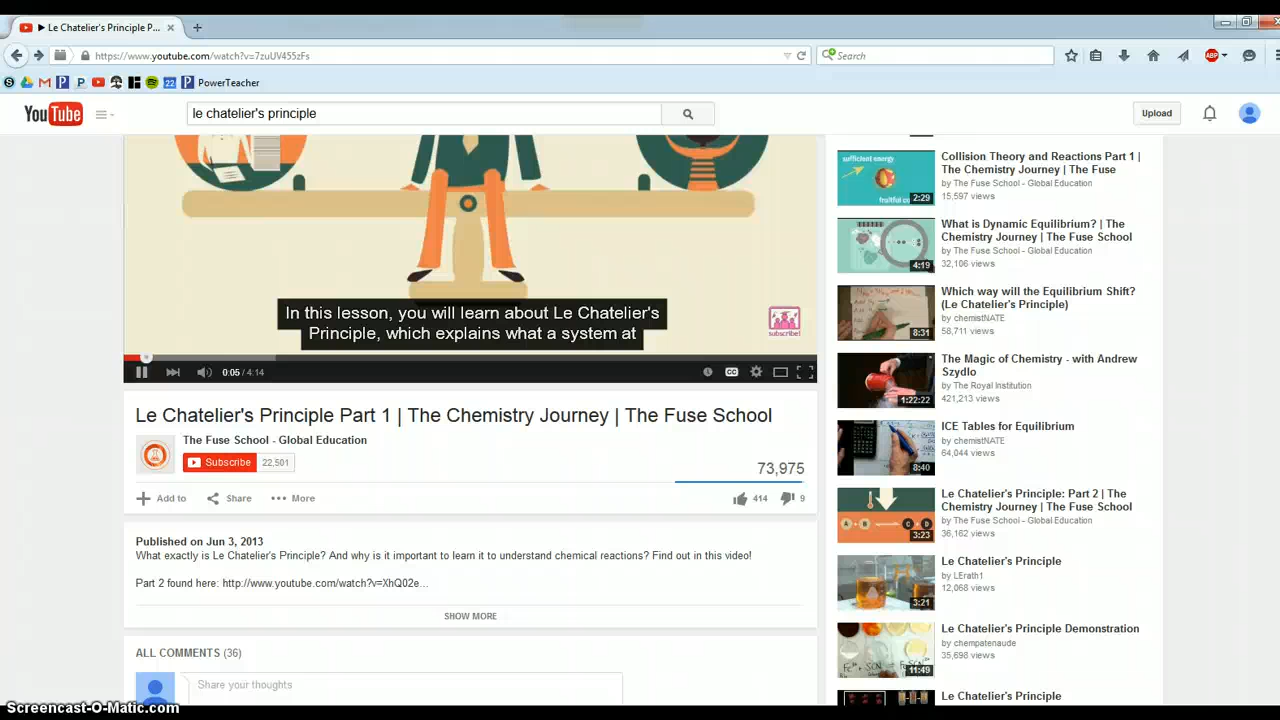 Le Chatelier's Principle P...
https://www.youtube.com/watch?v=7zuUV455zFs
Search
22
PowerTeacher
YouTube
le chatelier's principle
Upload
In this lesson, you will learn about Le Chatelier's
Principle, which explains what a system at
subscribe!
0:05 / 4:14
CC
Le Chatelier's Principle Part 1 | The Chemistry Journey | The Fuse School
The Fuse School - Global Education
Subscribe 22,501
73,975
Add to Share More
414 9
Published on Jun 3, 2013
What exactly is Le Chatelier's Principle? And why is it important to learn it to understand chemical reactions? Find out in this video!
Part 2 found here: http://www.youtube.com/watch?v=XhQ02e...
SHOW MORE
ALL COMMENTS (36)
Share your thoughts
sufficient energy
fruitful co
2:29
Collision Theory and Reactions Part 1 |
The Chemistry Journey | The Fuse
by The Fuse School - Global Education
15,597 views
4:19
What is Dynamic Equilibrium? | The
Chemistry Journey | The Fuse School
by The Fuse School - Global Education
32,106 views
8:31
Which way will the Equilibrium Shift?
(Le Chatelier's Principle)
by chemistNATE
58,711 views
1:22:22
The Magic of Chemistry - with Andrew
Szydlo
by The Royal Institution
421,213 views
8:40
ICE Tables for Equilibrium
by chemistNATE
64,044 views
A + B C + D
3:23
Le Chatelier's Principle: Part 2 | The
Chemistry Journey | The Fuse School
by The Fuse School - Global Education
36,162 views
3:21
Le Chatelier's Principle
by LErath1
12,068 views
11:49
Le Chatelier's Principle Demonstration
by chempatenaude
35,698 views
Le Chatelier's Principle
Screencast-O-Matic.com